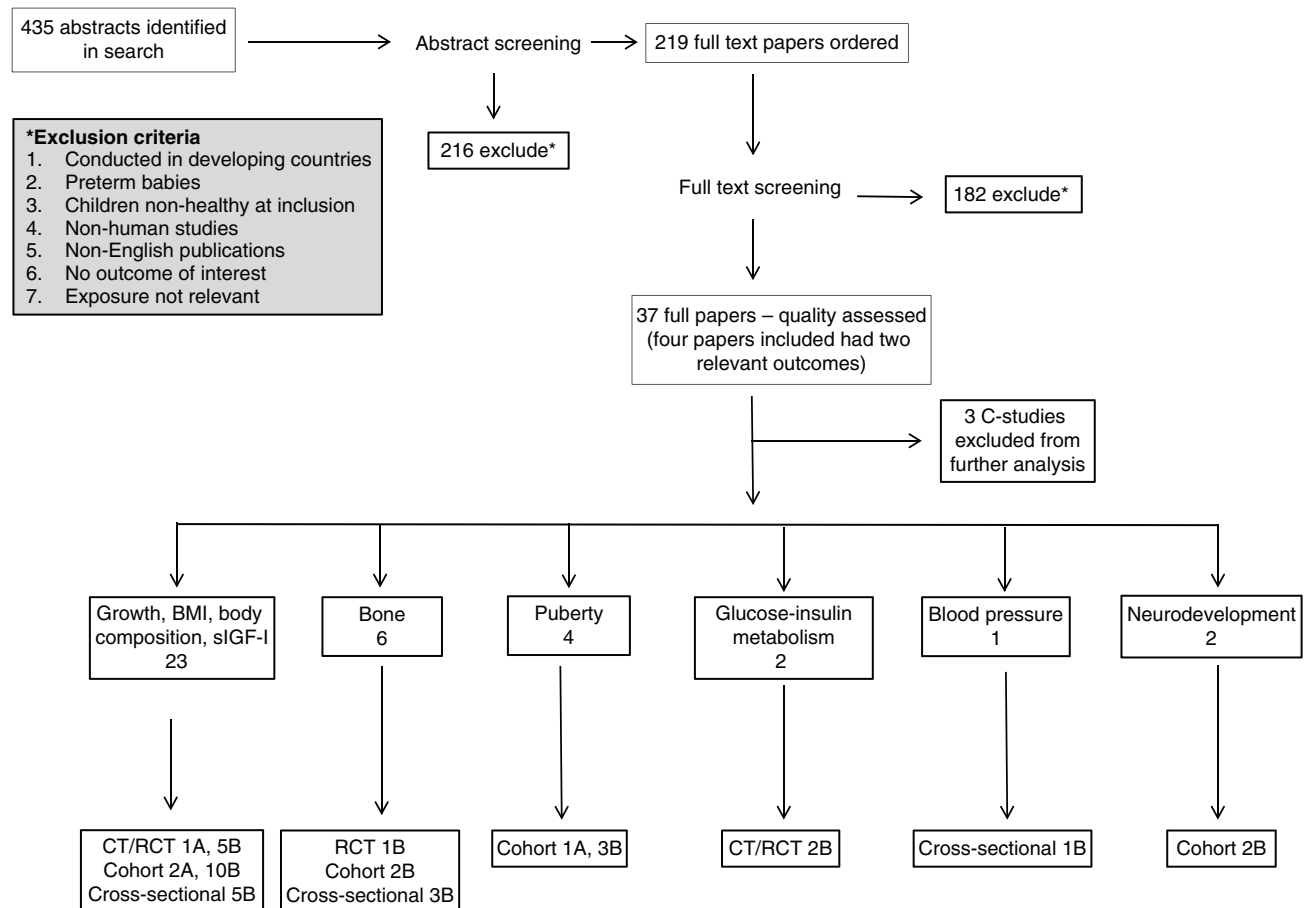 435 abstracts identified
in search
Abstract screening
219 full text papers ordered
216 exclude*
*Exclusion criteria
1. Conducted in developing countries
2. Preterm babies
3. Children non-healthy at inclusion
4. Non-human studies
5. Non-English publications
6. No outcome of interest
7. Exposure not relevant
Full text screening
182 exclude*
37 full papers – quality assessed
(four papers included had two
relevant outcomes)
3 C-studies
excluded from
further analysis
Growth, BMI, body
composition, sIGF-I
23
Bone
6
Puberty
4
Glucose-insulin
metabolism
2
Blood pressure
1
Neurodevelopment
2
CT/RCT 1A, 5B
Cohort 2A, 10B
Cross-sectional 5B
RCT 1B
Cohort 2B
Cross-sectional 3B
Cohort 1A, 3B
CT/RCT 2B
Cross-sectional 1B
Cohort 2B